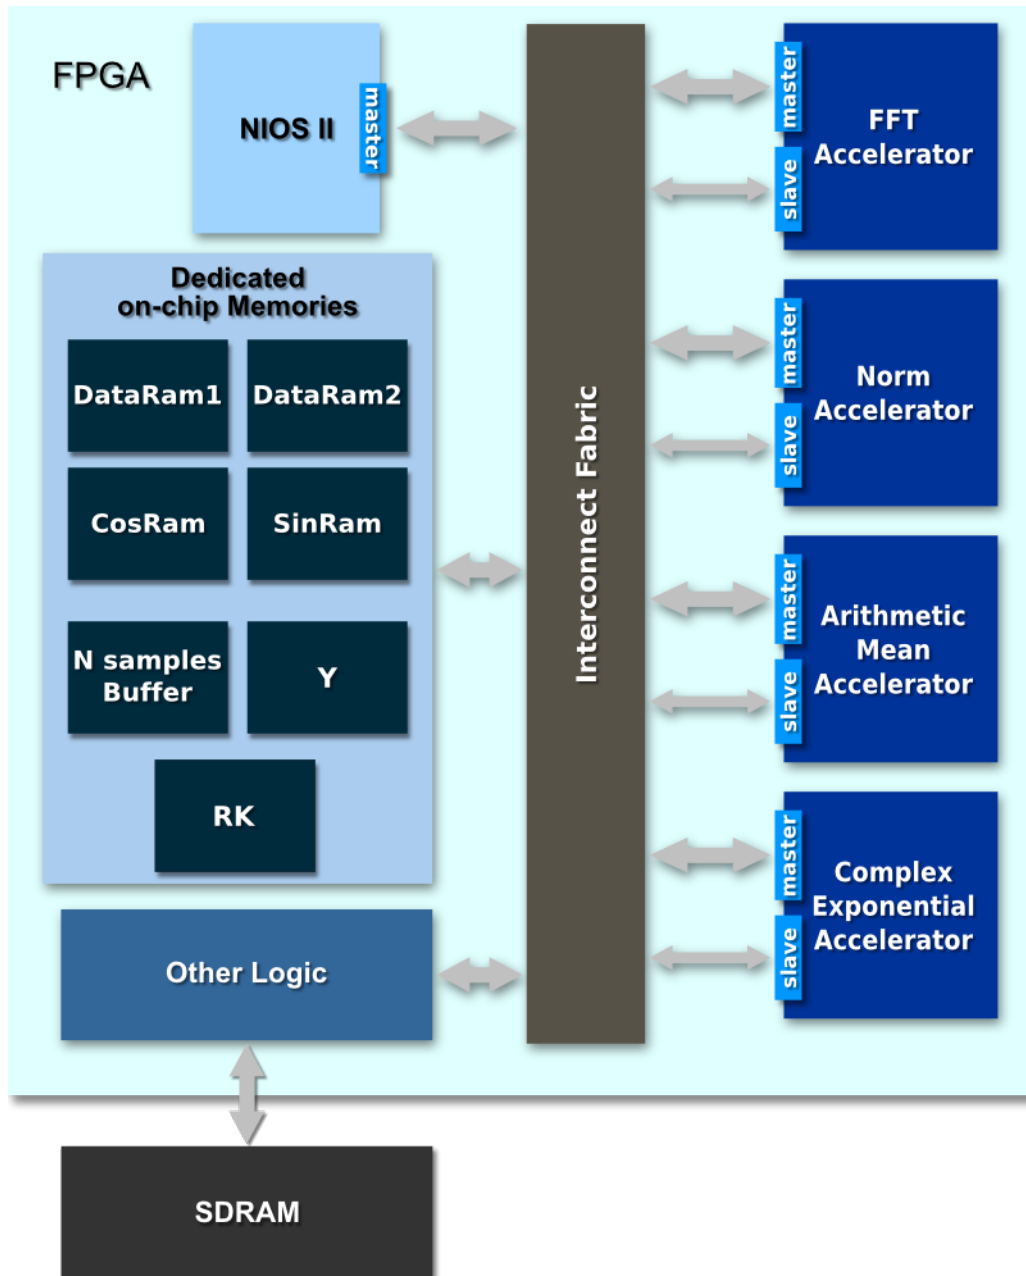 FPGA
NIOS II
master
Dedicated
on-chip Memories
DataRam1
DataRam2
CosRam
SinRam
N samples
Buffer
Y
RK
Other Logic
SDRAM
Interconnect Fabric
master
slave
FFT
Accelerator
master
slave
Norm
Accelerator
master
slave
Arithmetic
Mean
Accelerator
master
slave
Complex
Exponential
Accelerator